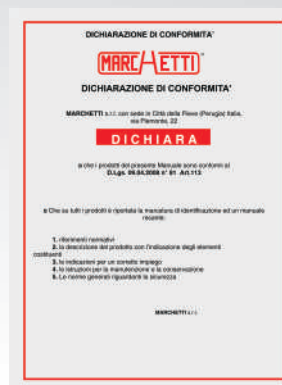 DICHIARAZIONE DI CONFORMITA'
MARCHETTI
DICHIARAZIONE DI CONFORMITA'
MARCHETTI s.r.l. con sede in Città della Pieve (Perugia) Italia,
via Piemonte, 22
DICHIARA
a che i prodotti del presente Manuale sono conformi al
D.Lgs. 09.04.2008 n° 81 Art.113
a Che su tutti i prodotti è riportata la marcatura di identificazione ed un manuale
recante:
1. riferimenti normativi
2. la descrizione del prodotto con l'indicazione degli elementi
costituenti
3. le indicazioni per un corretto impiego
4. le istruzioni per la manutenzione e la conservazione
5. Le norme generali riguardanti la sicurezza
MARCHETTI s.r.l.